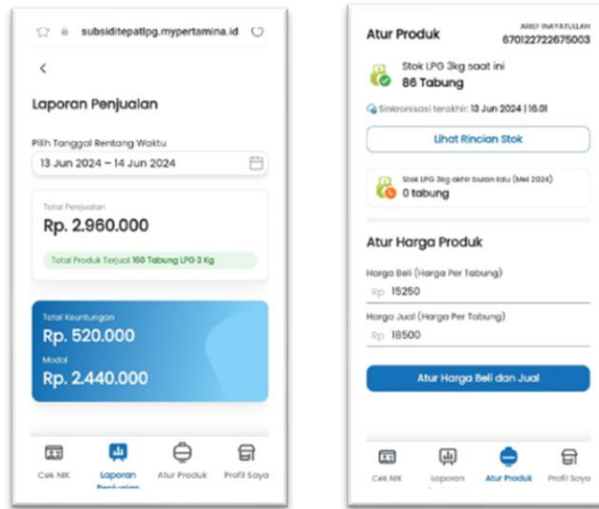 subsiditepatlpg.mypertamina.id
Laporan Penjualan
Pilih Tanggal Rentang Waktu
13 Jun 2024 – 14 Jun 2024
Total Penjualan
Rp. 2.960.000
Total Produk Terjual 160 Tabung LPG 3 Kg
Total Keuntungan
Rp. 520.000
Modal
Rp. 2.440.000
Cek NIK
Laporan
Penjualan
Atur Produk
Profil Saya
Atur Produk
ARIEF INAYATULLAH
670122722675003
Stok LPG 3kg saat ini
86 Tabung
Sinkronisasi terakhir: 13 Jun 2024 | 16.01
Lihat Rincian Stok
Stok LPG 3kg akhir bulan lalu (Mei 2024)
0 tabung
Atur Harga Produk
Harga Beli (Harga Per Tabung)
Rp 15250
Harga Jual (Harga Per Tabung)
Rp 18500
Atur Harga Beli dan Jual
Cek NIK
Laporan
Atur Produk
Profil Saya